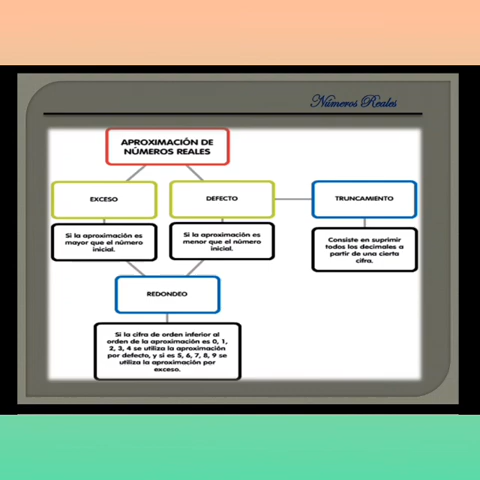 Números Reales
APROXIMACIÓN DE
NÚMEROS REALES
EXCESO
DEFECTO
TRUNCAMIENTO
Si la aproximación es
mayor que el número
inicial.
Si la aproximación es
menor que el número
inicial.
Consiste en suprimir
todos los decimales a
partir de una cierta
cifra.
REDONDEO
Si la cifra de orden inferior al
orden de la aproximación es 0, 1,
2, 3, 4 se utiliza la aproximación
por defecto, y si es 5, 6, 7, 8, 9 se
utiliza la aproximación por
exceso.